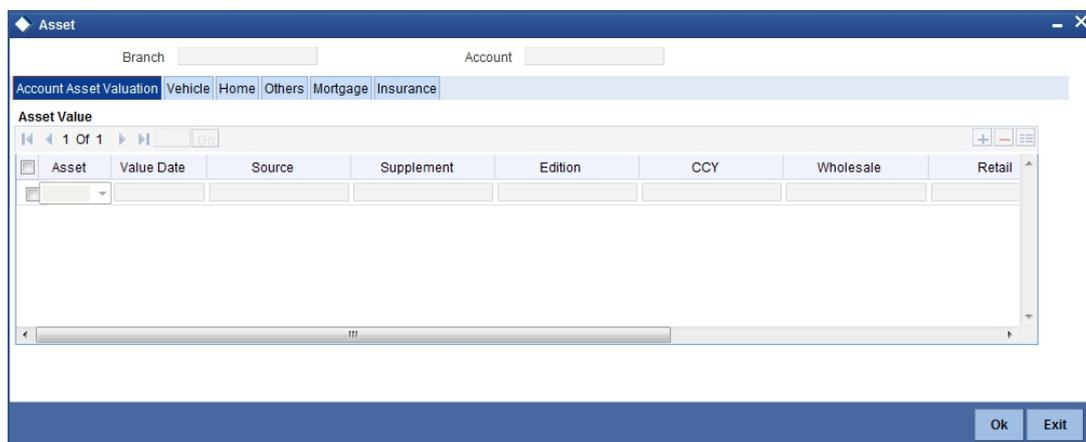 Asset
Branch Account
Account Asset Valuation Vehicle Home Others Mortgage Insurance
Asset Value
1 Of 1 Go
Asset Value Date Source Supplement Edition CCY Wholesale Retail
Ok Exit